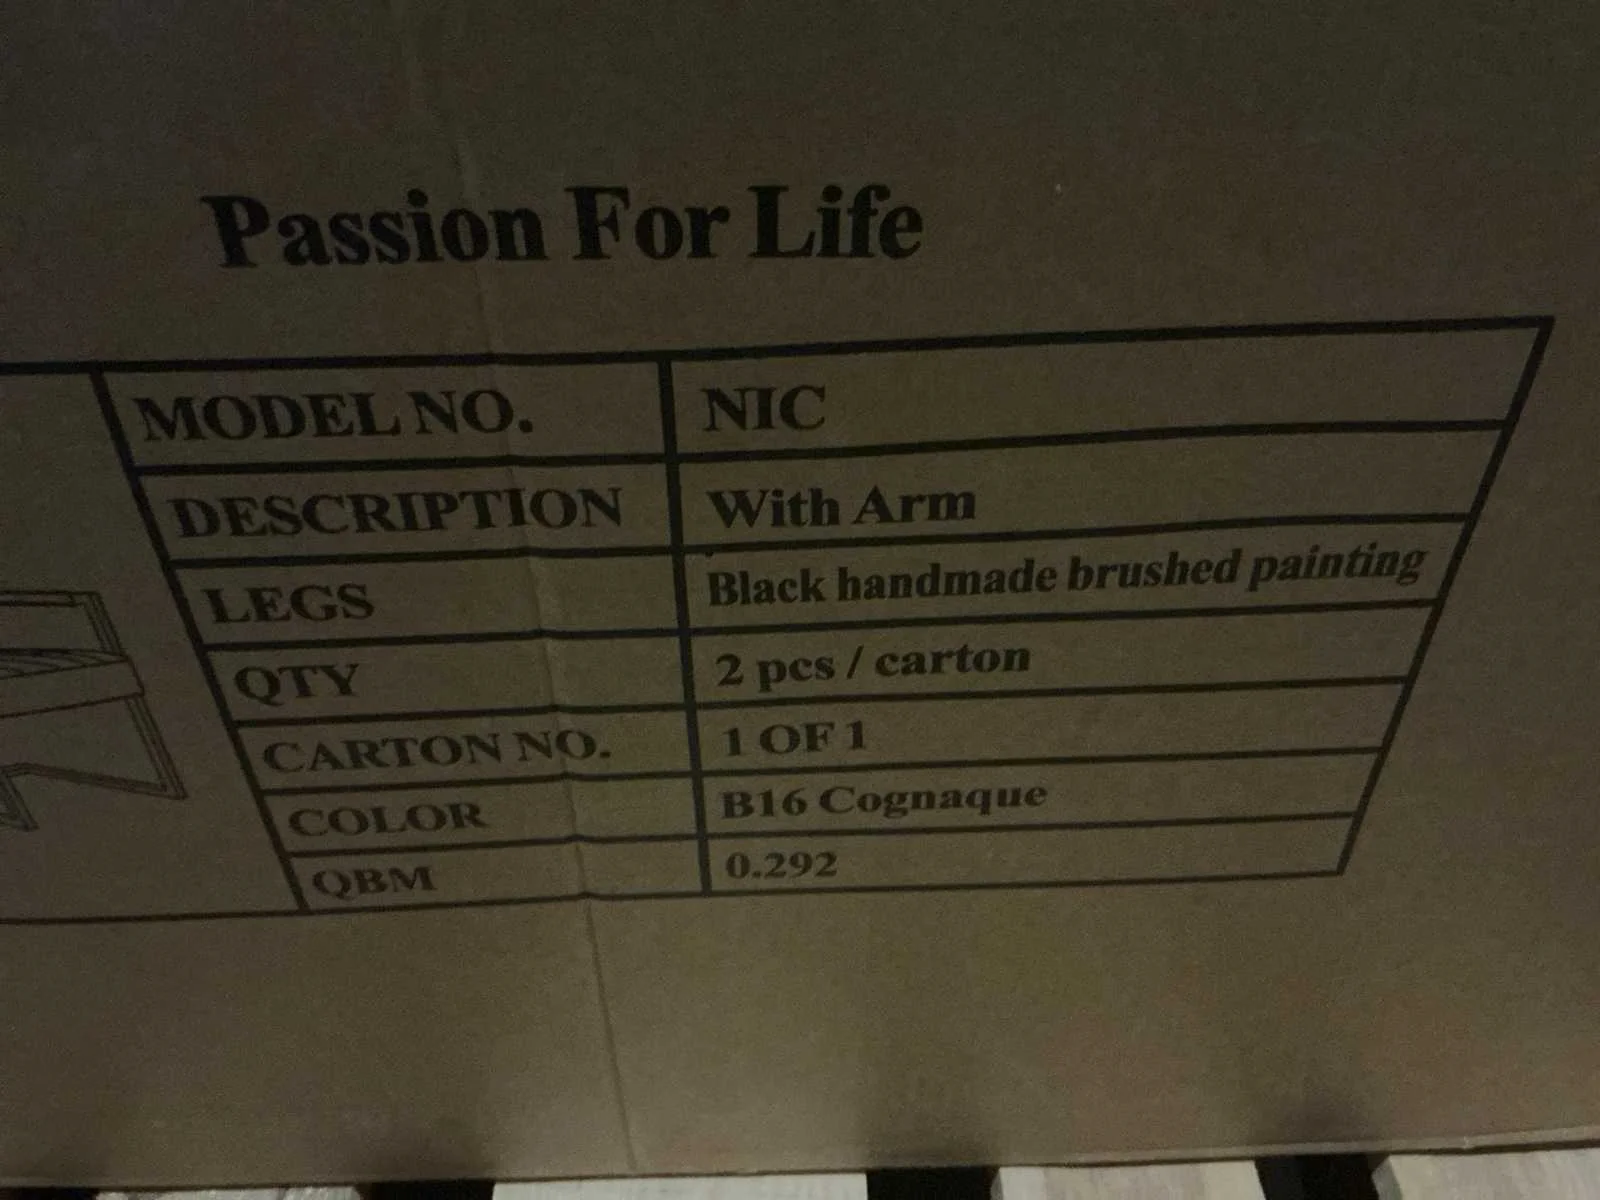 Passion For Life
MODEL NO. NIC
DESCRIPTION With Arm
LEGS Black handmade brushed painting
QTY 2 pcs / carton
CARTON NO. 1 OF 1
COLOR B16 Cognaque
QBM 0.292